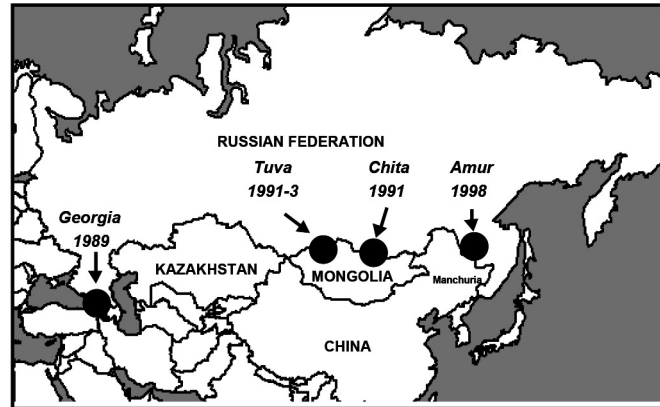 RUSSIAN FEDERATION
Tuva
1991-3
Chita
1991
Amur
1998
Georgia
1989
KAZAKHSTAN
MONGOLIA
Manchuria
CHINA